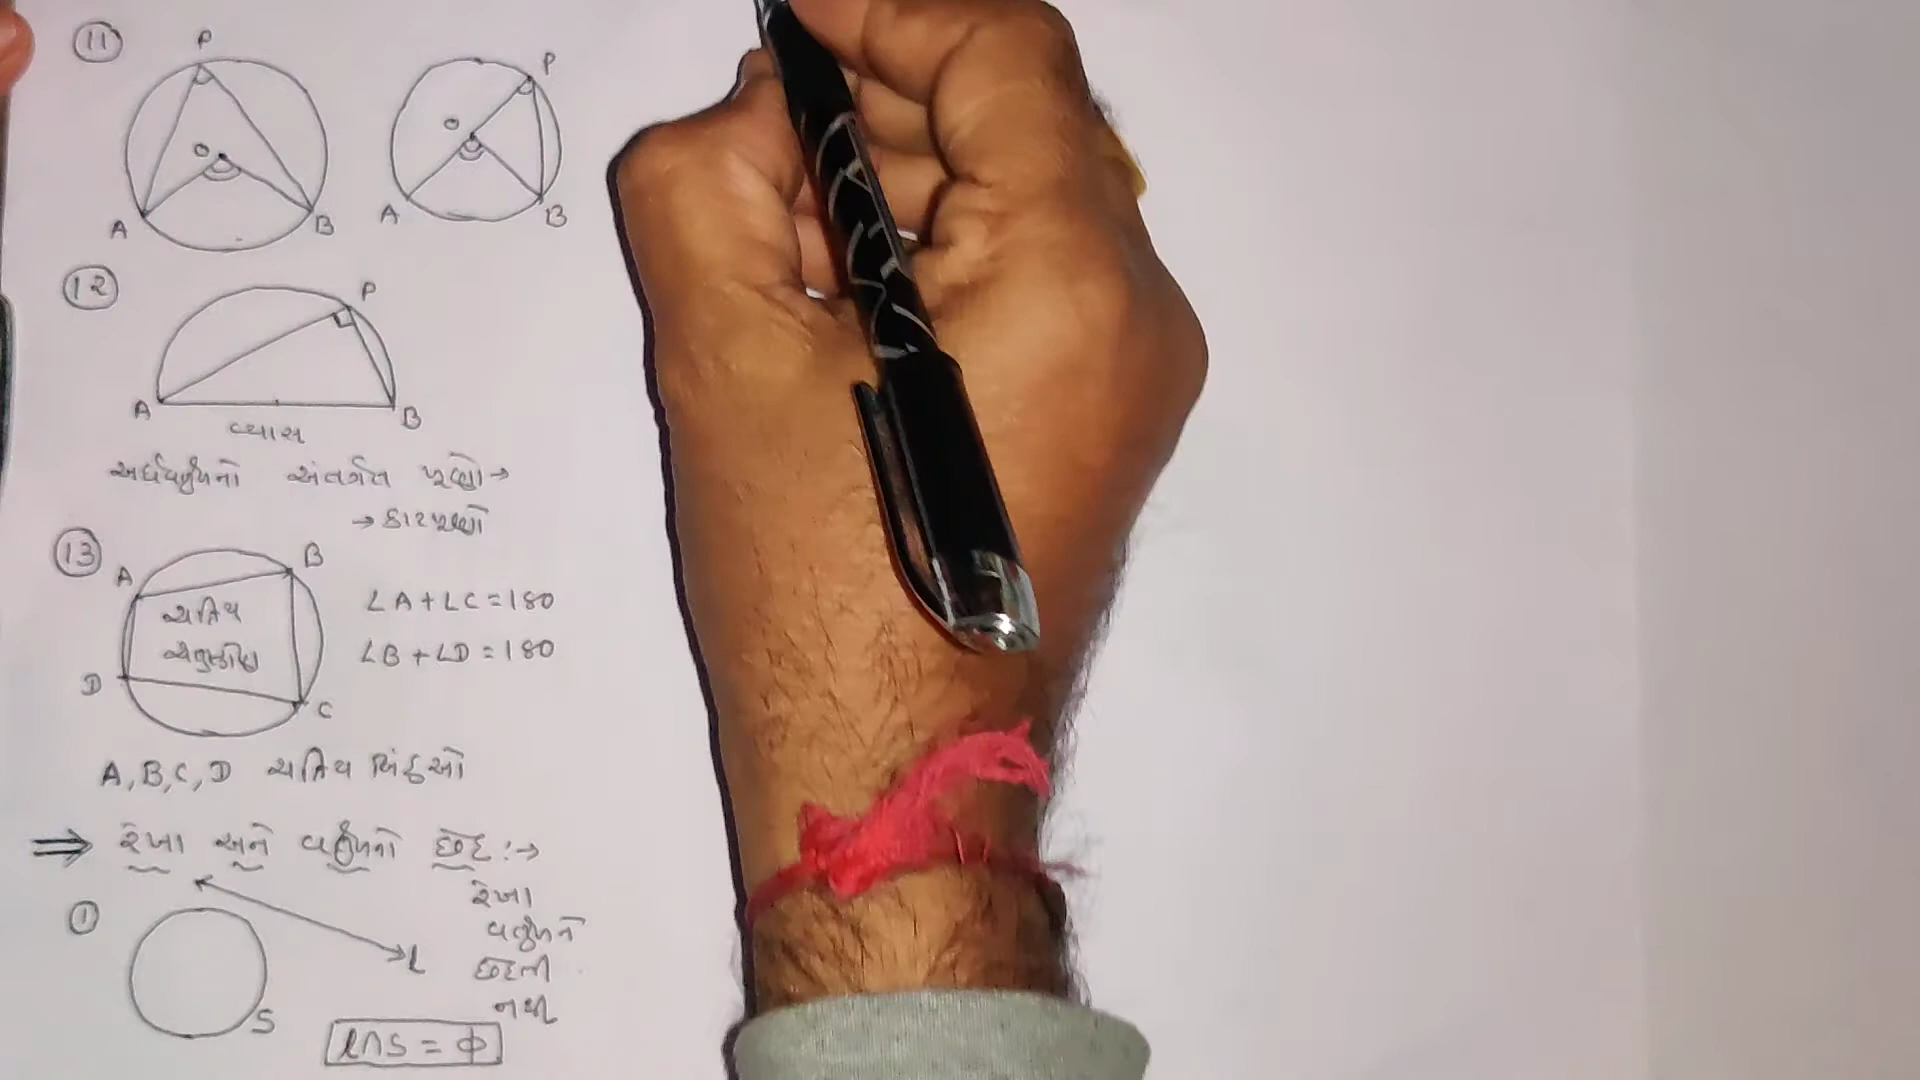 ⑪
P
O
A
B
P
O
A
B
⑫
P
A
B
વ્યાસ
અર્ધવર્તુળનો અંતર્ગત ખૂણો →
→ કાટખૂણો
⑬
A
B
ચક્રિય
ચતુષ્કોણ
D
C
∠A + ∠C = 180
∠B + ∠D = 180
A, B, C, D ચક્રિય બિંદુઓ
⇒ રેખા અને વર્તુળનો છેદ :→
①
રેખા
વર્તુળને
છેદતી
નથી
L
S
l∩S = ϕ